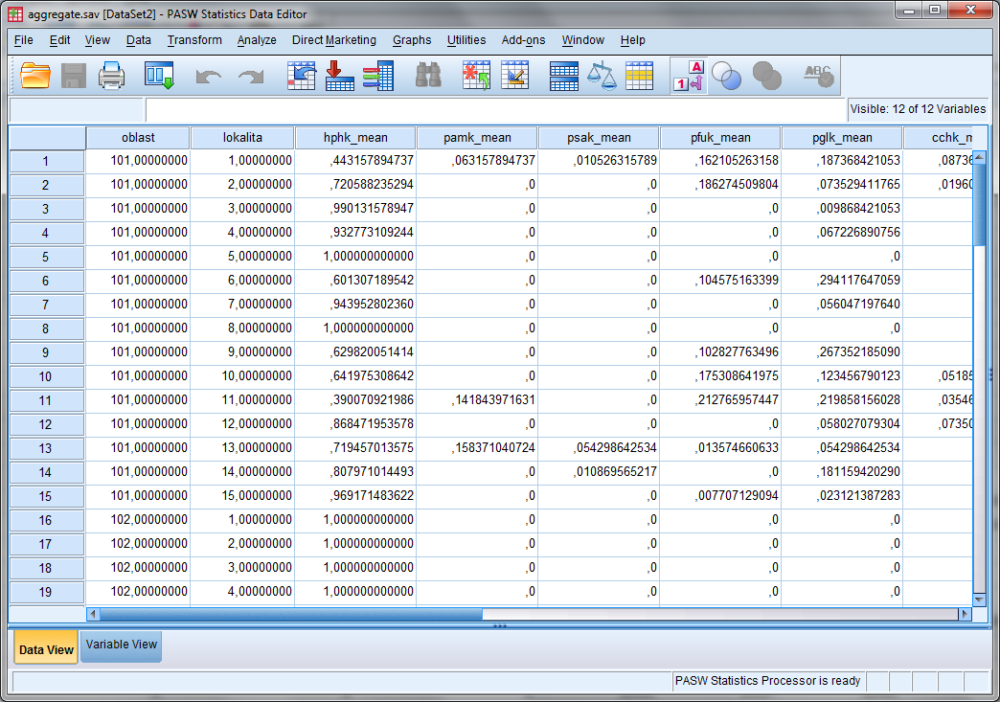 aggregate.sav [DataSet2] - PASW Statistics Data Editor
File Edit View Data Transform Analyze Direct Marketing Graphs Utilities Add-ons Window Help
A
1
ABC
Visible: 12 of 12 Variables
oblast lokalita hphk_mean pamk_mean psak_mean pfuk_mean pglk_mean cchk_m
1 101,00000000 1,00000000 ,443157894737 ,063157894737 ,010526315789 ,162105263158 ,187368421053 ,08736
2 101,00000000 2,00000000 ,720588235294 ,0 ,0 ,186274509804 ,073529411765 ,01960
3 101,00000000 3,00000000 ,990131578947 ,0 ,0 ,0 ,009868421053
4 101,00000000 4,00000000 ,932773109244 ,0 ,0 ,0 ,067226890756
5 101,00000000 5,00000000 1,000000000000 ,0 ,0 ,0 ,0
6 101,00000000 6,00000000 ,601307189542 ,0 ,0 ,104575163399 ,294117647059
7 101,00000000 7,00000000 ,943952802360 ,0 ,0 ,0 ,056047197640
8 101,00000000 8,00000000 1,000000000000 ,0 ,0 ,0 ,0
9 101,00000000 9,00000000 ,629820051414 ,0 ,0 ,102827763496 ,267352185090
10 101,00000000 10,00000000 ,641975308642 ,0 ,0 ,175308641975 ,123456790123 ,05185
11 101,00000000 11,00000000 ,390070921986 ,141843971631 ,0 ,212765957447 ,219858156028 ,03546
12 101,00000000 12,00000000 ,868471953578 ,0 ,0 ,0 ,058027079304 ,07350
13 101,00000000 13,00000000 ,719457013575 ,158371040724 ,054298642534 ,013574660633 ,054298642534
14 101,00000000 14,00000000 ,807971014493 ,0 ,010869565217 ,0 ,181159420290
15 101,00000000 15,00000000 ,969171483622 ,0 ,0 ,007707129094 ,023121387283
16 102,00000000 1,00000000 1,000000000000 ,0 ,0 ,0 ,0
17 102,00000000 2,00000000 1,000000000000 ,0 ,0 ,0 ,0
18 102,00000000 3,00000000 1,000000000000 ,0 ,0 ,0 ,0
19 102,00000000 4,00000000 1,000000000000 ,0 ,0 ,0 ,0
Data View Variable View
PASW Statistics Processor is ready